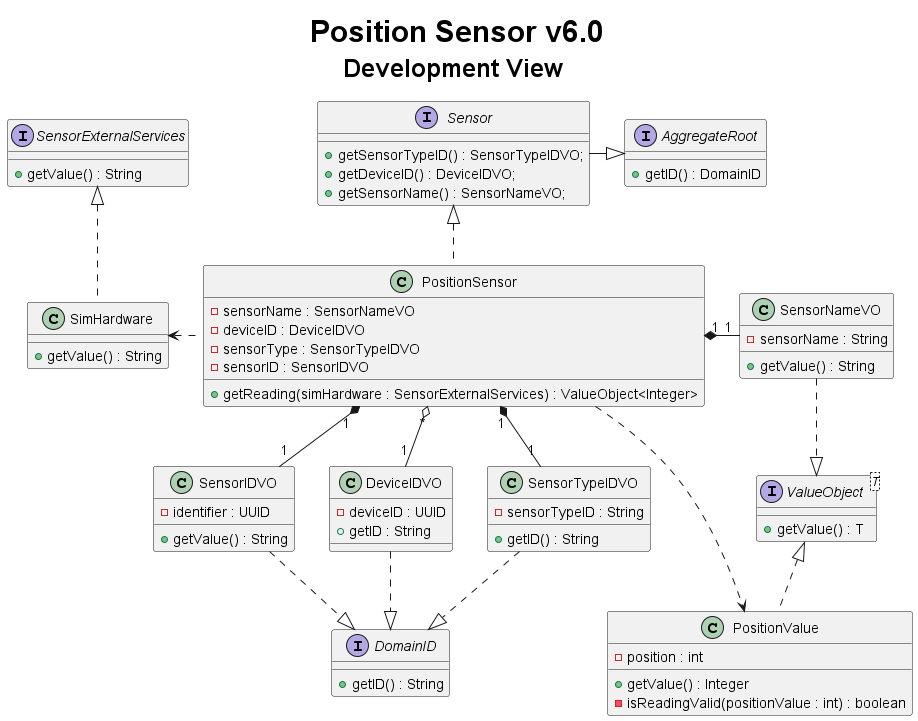 Position Sensor v6.0
Development View
I SensorExternalServices
getValue() : String
I Sensor
getSensorTypeID() : SensorTypeIDVO;
getDeviceID() : DeviceIDVO;
getSensorName() : SensorNameVO;
I AggregateRoot
getID() : DomainID
C SimHardware
getValue() : String
C PositionSensor
sensorName : SensorNameVO
deviceID : DeviceIDVO
sensorType : SensorTypeIDVO
sensorID : SensorIDVO
getReading(simHardware : SensorExternalServices) : ValueObject<Integer>
1 1
C SensorNameVO
sensorName : String
getValue() : String
1 * 1
1 1 1
C SensorIDVO
identifier : UUID
getValue() : String
C DeviceIDVO
deviceID : UUID
getID : String
C SensorTypeIDVO
sensorTypeID : String
getID() : String
I ValueObject T
getValue() : T
I DomainID
getID() : String
C PositionValue
position : int
getValue() : Integer
isReadingValid(positionValue : int) : boolean